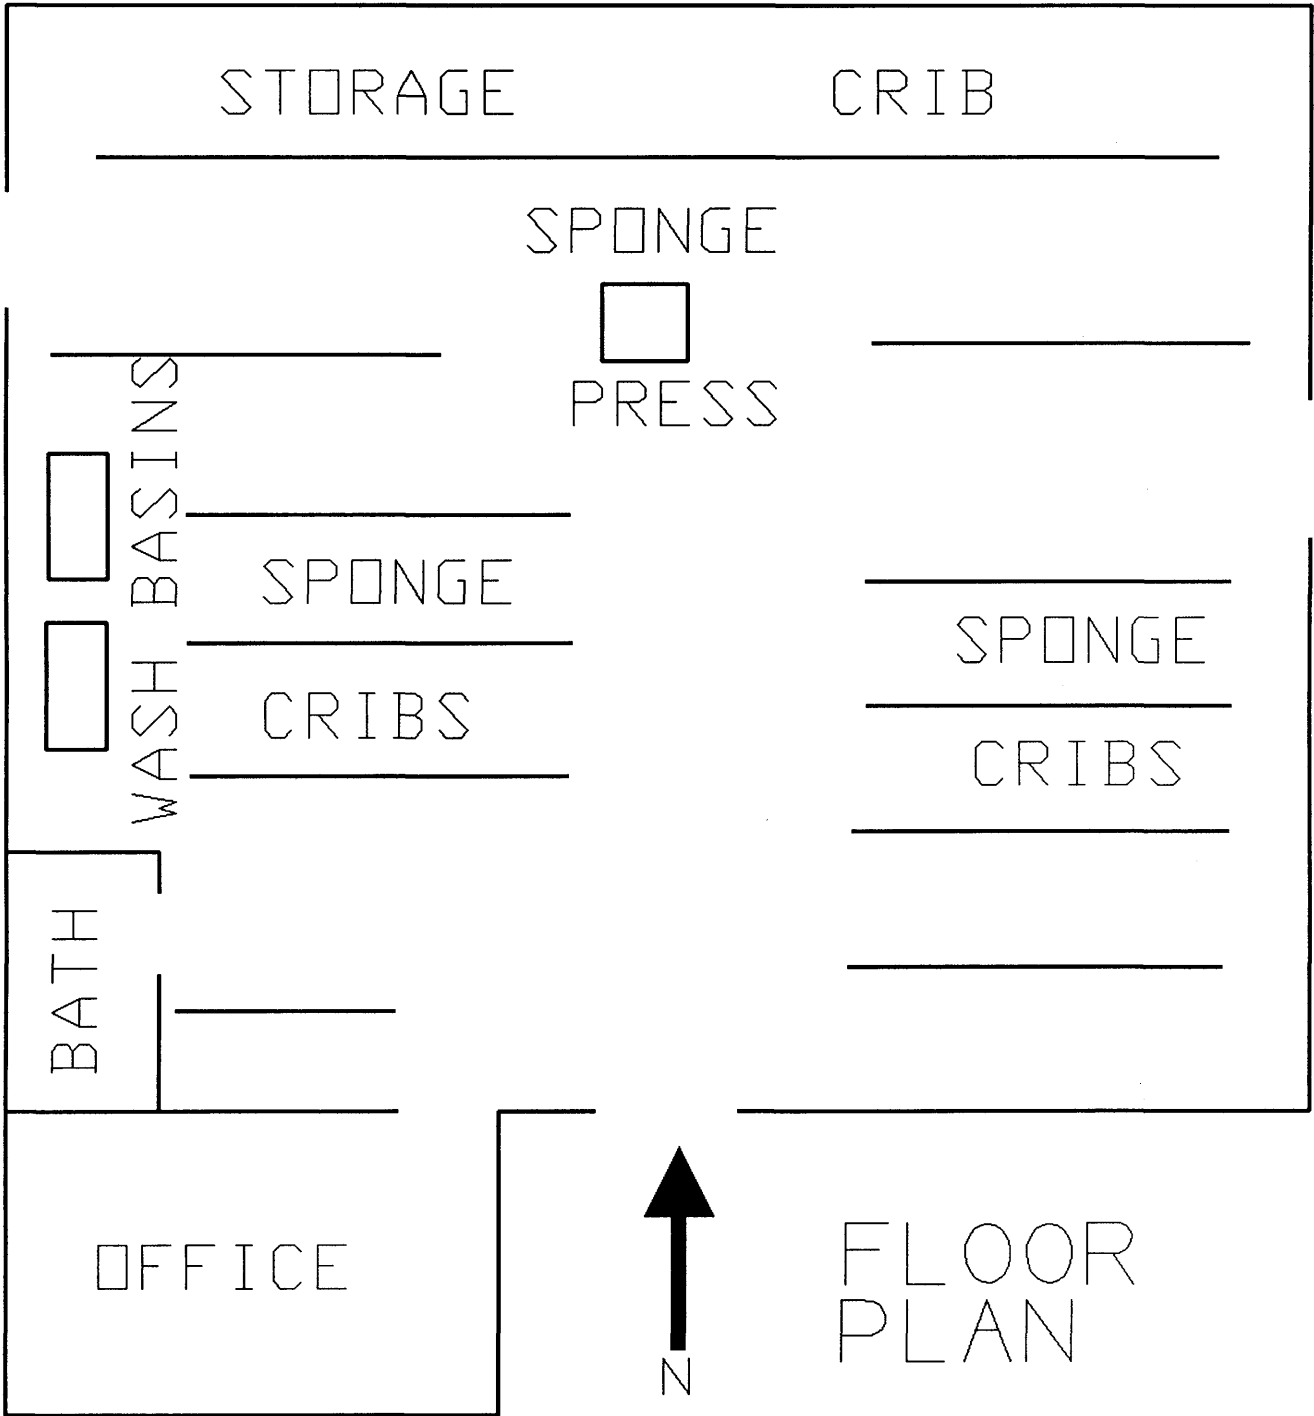 STORAGE CRIB
SPONGE
PRESS
WASH BASINS
SPONGE
CRIBS
SPONGE
CRIBS
BATH
OFFICE
N
FLOOR
PLAN